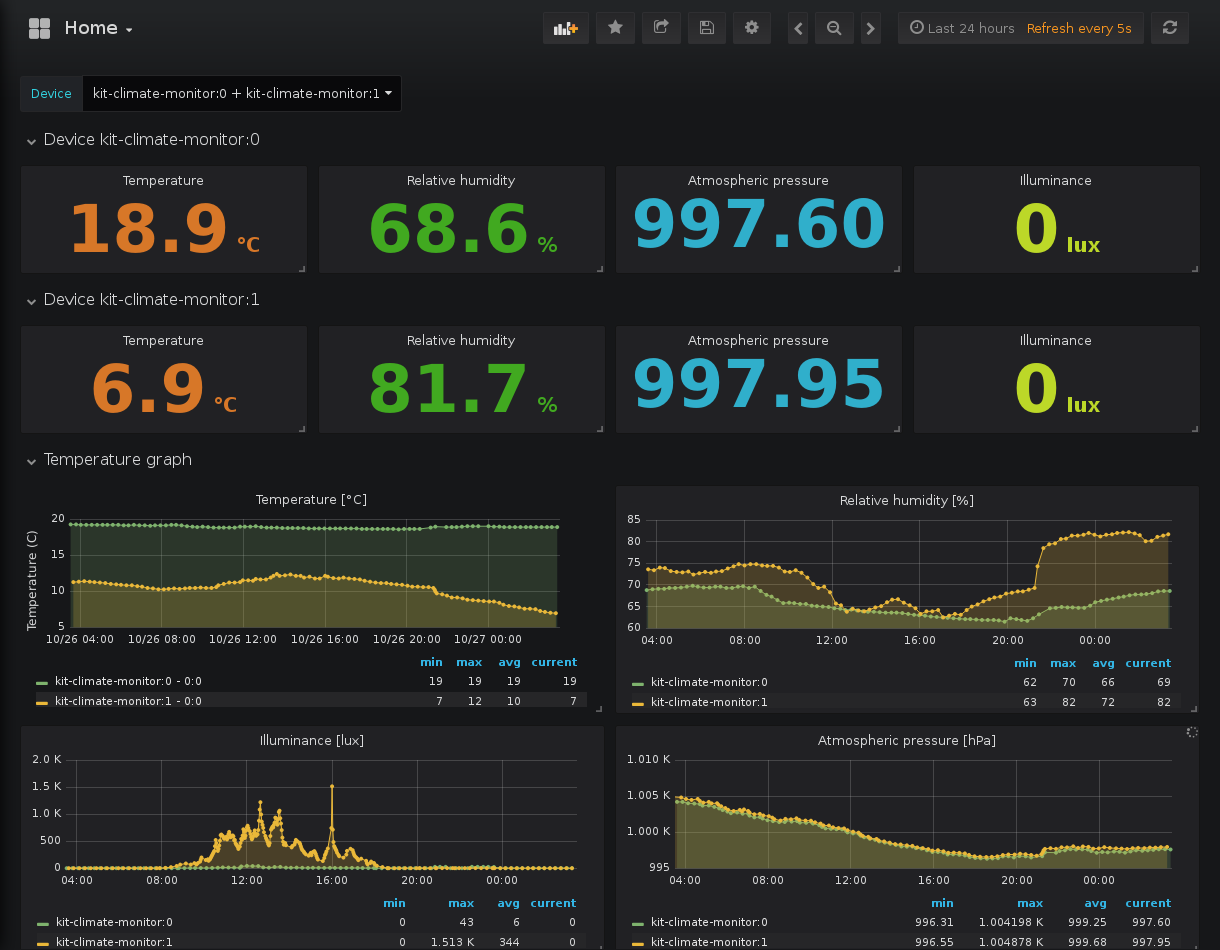 Home
Last 24 hours Refresh every 5s
Device kit-climate-monitor:0 + kit-climate-monitor:1
Device kit-climate-monitor:0
Temperature Relative humidity Atmospheric pressure Illuminance
18.9 °C 68.6 % 997.60 0 lux
Device kit-climate-monitor:1
Temperature Relative humidity Atmospheric pressure Illuminance
6.9 °C 81.7 % 997.95 0 lux
Temperature graph
Temperature [°C]
Temperature (C)
20
15
10
5
10/26 04:00 10/26 08:00 10/26 12:00 10/26 16:00 10/26 20:00 10/27 00:00
min max avg current
kit-climate-monitor:0 - 0:0 19 19 19 19
kit-climate-monitor:1 - 0:0 7 12 10 7
Relative humidity [%]
85
80
75
70
65
60
04:00 08:00 12:00 16:00 20:00 00:00
min max avg current
kit-climate-monitor:0 62 70 66 69
kit-climate-monitor:1 63 82 72 82
Illuminance [lux]
2.0 K
1.5 K
1.0 K
500
0
04:00 08:00 12:00 16:00 20:00 00:00
min max avg current
kit-climate-monitor:0 0 43 6 0
kit-climate-monitor:1 0 1.513 K 344 0
Atmospheric pressure [hPa]
1.010 K
1.005 K
1.000 K
995
04:00 08:00 12:00 16:00 20:00 00:00
min max avg current
kit-climate-monitor:0 996.31 1.004198 K 999.25 997.60
kit-climate-monitor:1 996.55 1.004878 K 999.68 997.95